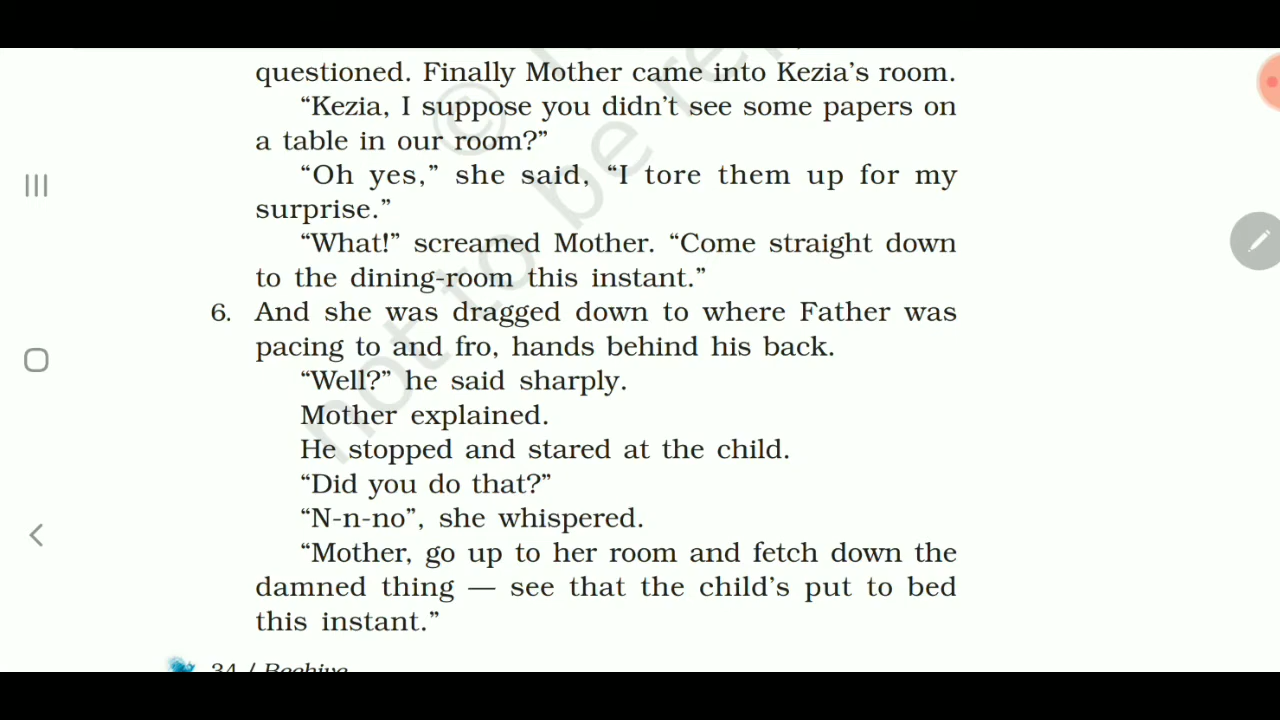 questioned. Finally Mother came into Kezia’s room.
“Kezia, I suppose you didn’t see some papers on
a table in our room?”
“Oh yes,” she said, “I tore them up for my
surprise.”
“What!” screamed Mother. “Come straight down
to the dining-room this instant.”
6. And she was dragged down to where Father was
pacing to and fro, hands behind his back.
“Well?” he said sharply.
Mother explained.
He stopped and stared at the child.
“Did you do that?”
“N-n-no”, she whispered.
“Mother, go up to her room and fetch down the
damned thing — see that the child’s put to bed
this instant.”
34 / Beehive
© 
not to be